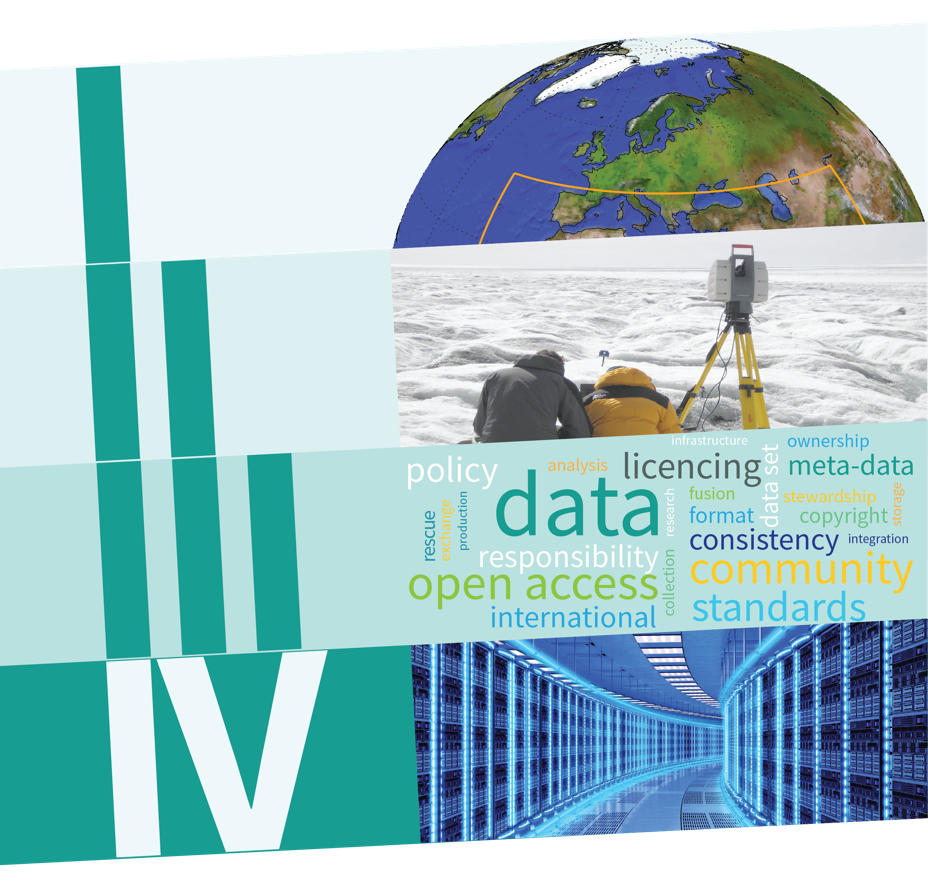 I
II
III
infrastructure
ownership
policy
analysis
licencing
data set
meta-data
data
research
fusion
stewardship
storage
rescue
exchange
production
format
copyright
responsibility
consistency
integration
open access
collection
community
international
standards
IV